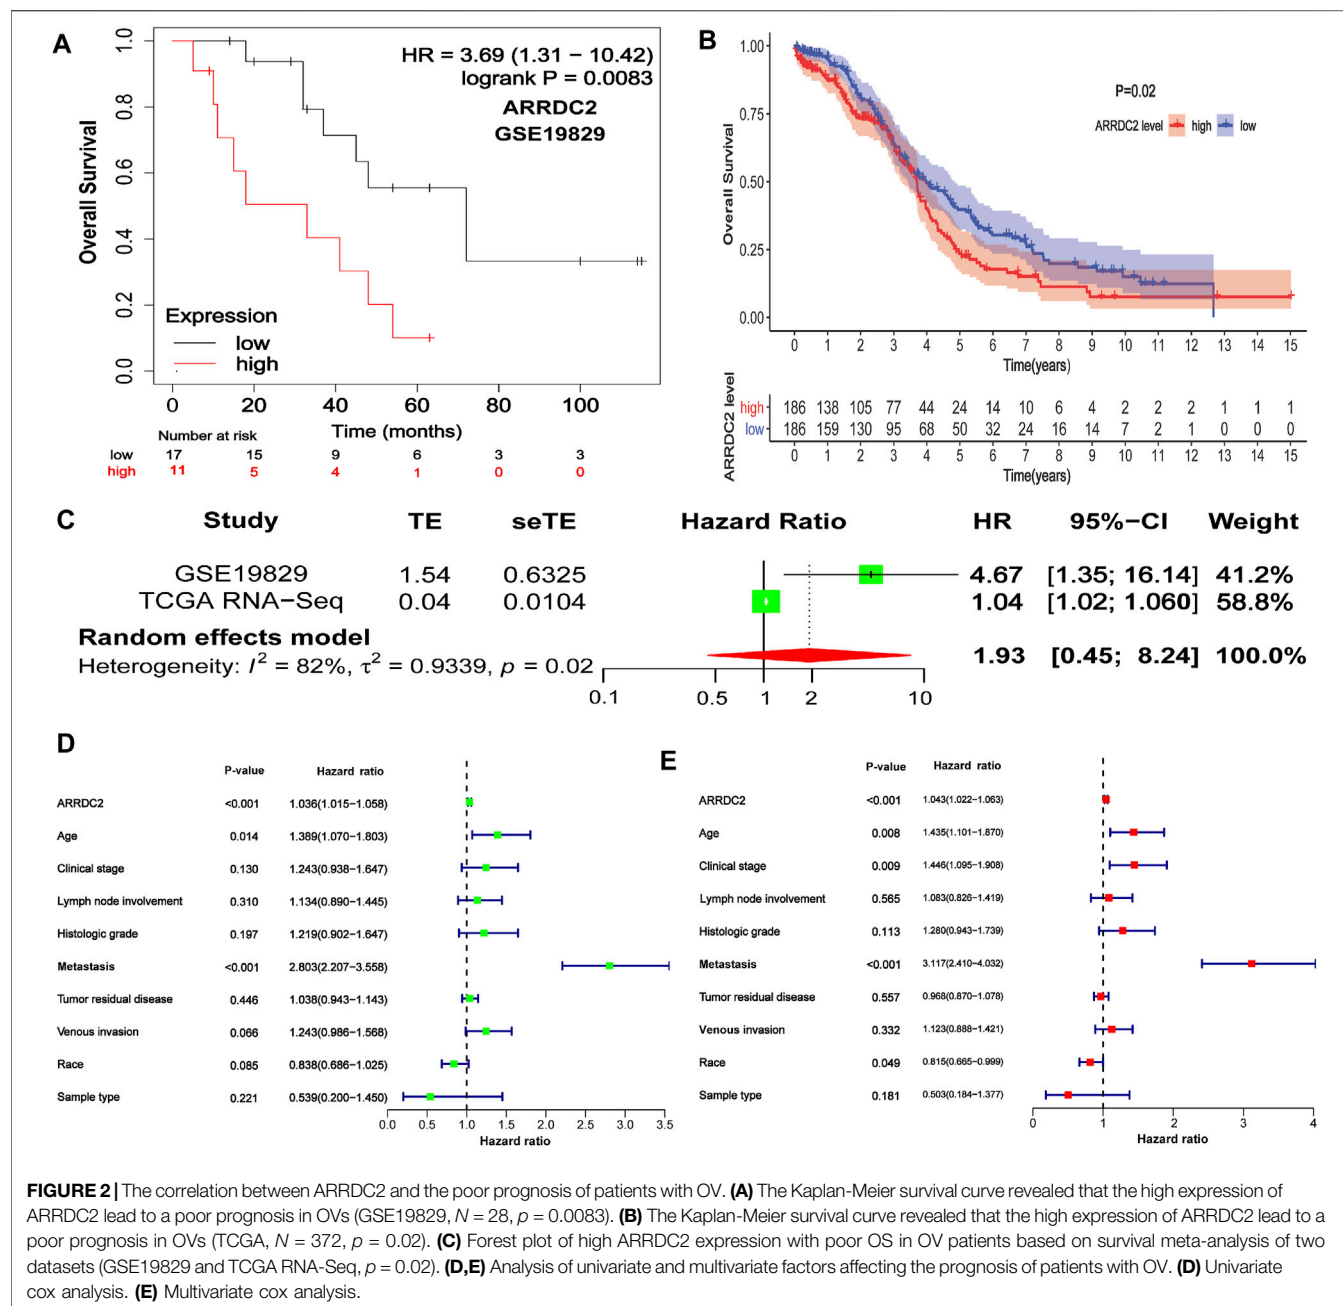 A
HR = 3.69 (1.31 − 10.42)
logrank P = 0.0083
ARRDC2
GSE19829
Overall Survival
1.0
0.8
0.6
0.4
0.2
0.0
Expression
low
high
0 20 40 60 80 100
Number at risk
Time (months)
low 17 15 9 6 3 3
high 11 5 4 1 0 0
B
P=0.02
ARRDC2 level high low
Overall Survival
1.00
0.75
0.50
0.25
0.00
0 1 2 3 4 5 6 7 8 9 10 11 12 13 14 15
Time(years)
ARRDC2 level
high 186 138 105 77 44 24 14 10 6 4 2 2 2 1 1 1
low 186 159 130 95 68 50 32 24 16 14 7 2 1 0 0 0
0 1 2 3 4 5 6 7 8 9 10 11 12 13 14 15
Time(years)
C
Study TE seTE Hazard Ratio HR 95%−CI Weight
GSE19829 1.54 0.6325 4.67 [1.35; 16.14] 41.2%
TCGA RNA−Seq 0.04 0.0104 1.04 [1.02; 1.060] 58.8%
Random effects model 1.93 [0.45; 8.24] 100.0%
Heterogeneity: I² = 82%, τ² = 0.9339, p = 0.02
0.1 0.5 1 2 10
D
P-value Hazard ratio
ARRDC2 <0.001 1.036(1.015−1.058)
Age 0.014 1.389(1.070−1.803)
Clinical stage 0.130 1.243(0.938−1.647)
Lymph node involvement 0.310 1.134(0.890−1.445)
Histologic grade 0.197 1.219(0.902−1.647)
Metastasis <0.001 2.803(2.207−3.558)
Tumor residual disease 0.446 1.038(0.943−1.143)
Venous invasion 0.066 1.243(0.986−1.568)
Race 0.085 0.838(0.686−1.025)
Sample type 0.221 0.539(0.200−1.450)
0.0 0.5 1.0 1.5 2.0 2.5 3.0 3.5
Hazard ratio
E
P-value Hazard ratio
ARRDC2 <0.001 1.043(1.022−1.063)
Age 0.008 1.435(1.101−1.870)
Clinical stage 0.009 1.446(1.095−1.908)
Lymph node involvement 0.565 1.083(0.826−1.419)
Histologic grade 0.113 1.280(0.943−1.739)
Metastasis <0.001 3.117(2.410−4.032)
Tumor residual disease 0.557 0.968(0.870−1.078)
Venous invasion 0.332 1.123(0.888−1.421)
Race 0.049 0.815(0.665−0.999)
Sample type 0.181 0.503(0.184−1.377)
0 1 2 3 4
Hazard ratio
FIGURE 2 | The correlation between ARRDC2 and the poor prognosis of patients with OV. (A) The Kaplan-Meier survival curve revealed that the high expression of
ARRDC2 lead to a poor prognosis in OVs (GSE19829, N = 28, p = 0.0083). (B) The Kaplan-Meier survival curve revealed that the high expression of ARRDC2 lead to a
poor prognosis in OVs (TCGA, N = 372, p = 0.02). (C) Forest plot of high ARRDC2 expression with poor OS in OV patients based on survival meta-analysis of two
datasets (GSE19829 and TCGA RNA-Seq, p = 0.02). (D,E) Analysis of univariate and multivariate factors affecting the prognosis of patients with OV. (D) Univariate
cox analysis. (E) Multivariate cox analysis.